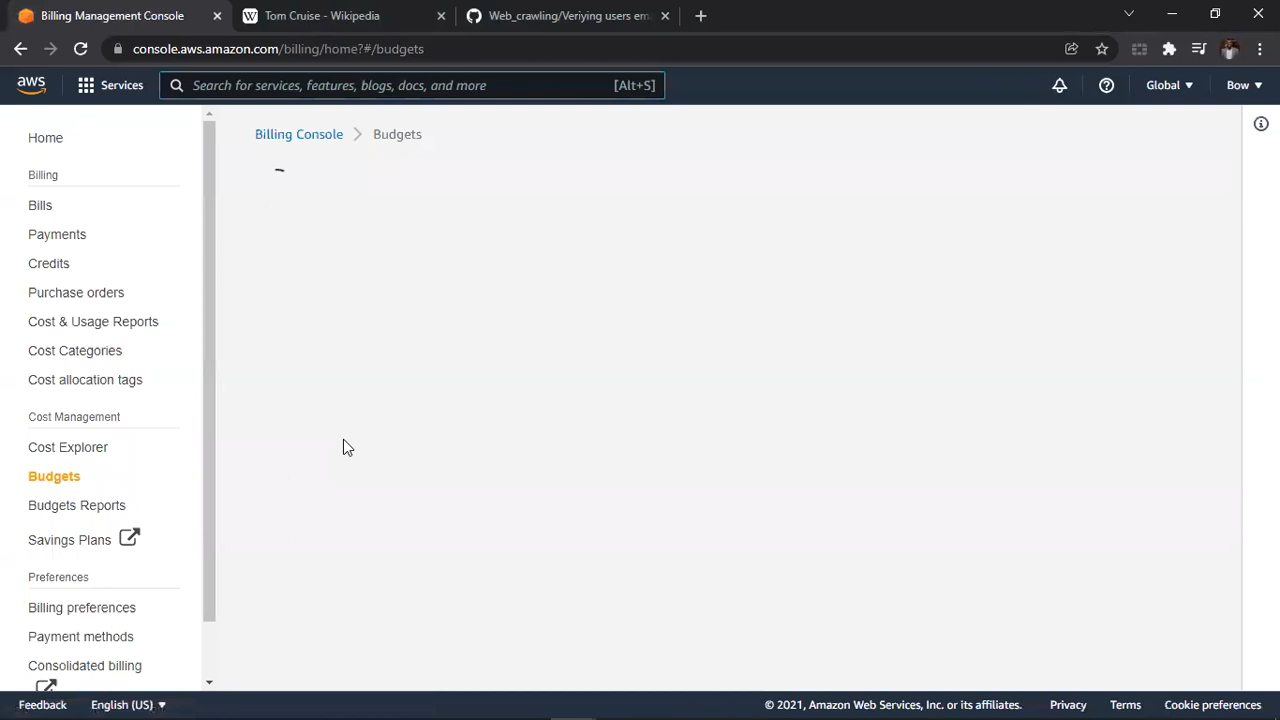 Billing Management Console
Tom Cruise - Wikipedia
Web_crawling/Veriying users em
console.aws.amazon.com/billing/home?#/budgets
aws
Services
Search for services, features, blogs, docs, and more
[Alt+S]
Global
Bow
Billing Console
Budgets
Home
Billing
Bills
Payments
Credits
Purchase orders
Cost & Usage Reports
Cost Categories
Cost allocation tags
Cost Management
Cost Explorer
Budgets
Budgets Reports
Savings Plans
Preferences
Billing preferences
Payment methods
Consolidated billing
Feedback
English (US)
© 2021, Amazon Web Services, Inc. or its affiliates.
Privacy
Terms
Cookie preferences